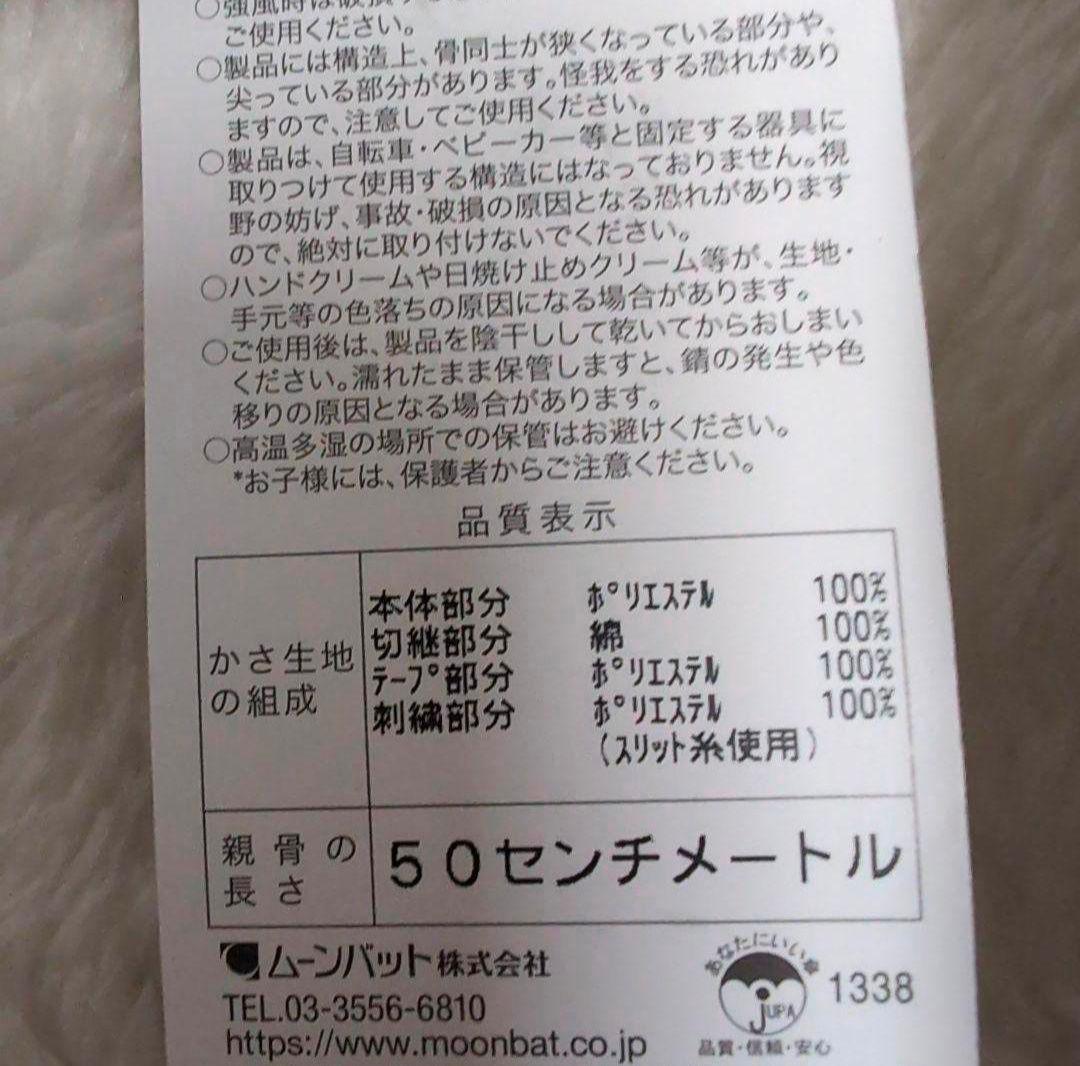 ○強風時は破損する
ご使用ください。
○製品には構造上、骨同士が狭くなっている部分や、
尖っている部分があります。怪我をする恐れがあり
ますので、注意してご使用ください。
○製品は、自転車・ベビーカー等と固定する器具に
取りつけて使用する構造にはなっておりません。視
野の妨げ、事故・破損の原因となる恐れがあります
ので、絶対に取り付けないでください。
○ハンドクリームや日焼け止めクリーム等が、生地・
手元等の色落ちの原因になる場合があります。
○ご使用後は、製品を陰干しして乾いてからおしまい
ください。濡れたまま保管しますと、錆の発生や色
移りの原因となる場合があります。
○高温多湿の場所での保管はお避けください。
*お子様には、保護者からご注意ください。
品質表示
かさ生地
の組成
本体部分 ポリエステル 100%
切継部分 綿 100%
テープ部分 ポリエステル 100%
刺繍部分 ポリエステル 100%
(スリット糸使用)
親骨の
長さ
50センチメートル
ムーンバット株式会社
TEL.03-3556-6810
https://www.moonbat.co.jp
あなたにいい傘
JUPA
品質・信頼・安心
1338